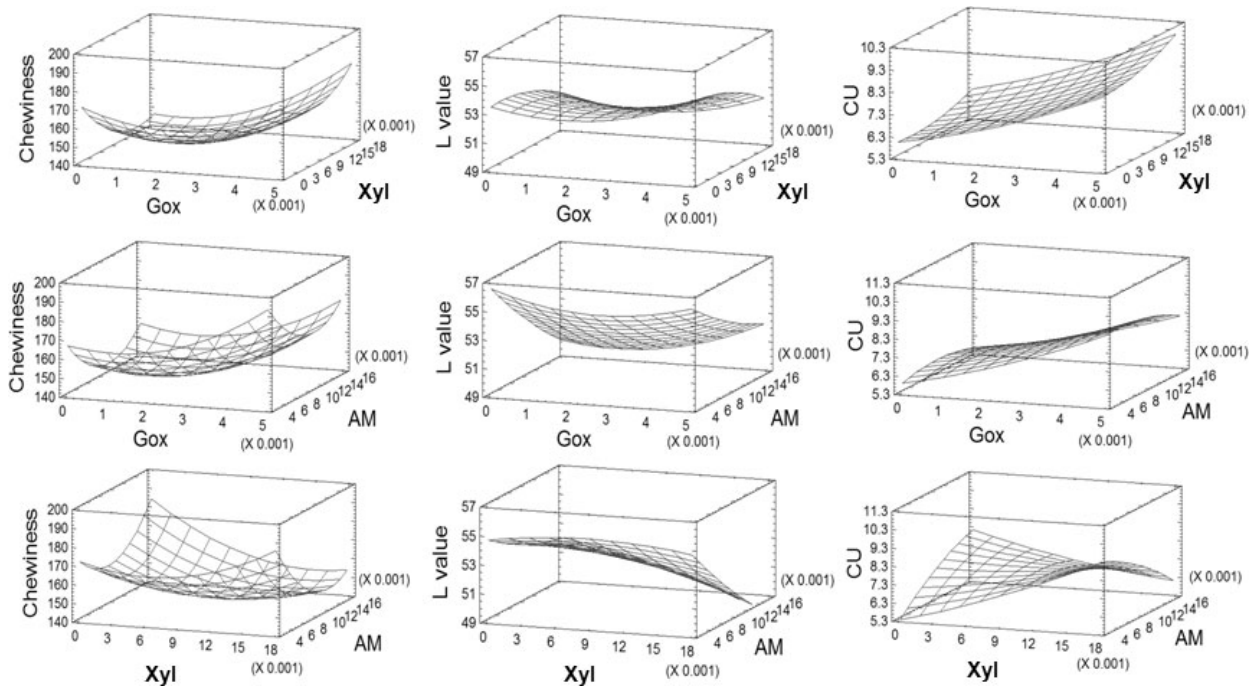 Chewiness
200
190
180
170
160
150
140
0 1 2 3 4 5
(X 0.001)
Gox
0 3 6 9 12 15 18
(X 0.001)
Xyl
L value
57
55
53
51
49
0 1 2 3 4 5
(X 0.001)
Gox
0 3 6 9 12 15 18
(X 0.001)
Xyl
CU
10.3
9.3
8.3
7.3
6.3
5.3
0 1 2 3 4 5
(X 0.001)
Gox
0 3 6 9 12 15 18
(X 0.001)
Xyl
Chewiness
200
190
180
170
160
150
140
0 1 2 3 4 5
(X 0.001)
Gox
4 6 8 10 12 14 16
(X 0.001)
AM
L value
57
55
53
51
49
0 1 2 3 4 5
(X 0.001)
Gox
4 6 8 10 12 14 16
(X 0.001)
AM
CU
11.3
10.3
9.3
8.3
7.3
6.3
5.3
0 1 2 3 4 5
(X 0.001)
Gox
4 6 8 10 12 14 16
(X 0.001)
AM
Chewiness
200
190
180
170
160
150
140
0 3 6 9 12 15 18
(X 0.001)
Xyl
4 6 8 10 12 14 16
(X 0.001)
AM
L value
57
55
53
51
49
0 3 6 9 12 15 18
(X 0.001)
Xyl
4 6 8 10 12 14 16
(X 0.001)
AM
CU
11.3
10.3
9.3
8.3
7.3
6.3
5.3
0 3 6 9 12 15 18
(X 0.001)
Xyl
4 6 8 10 12 14 16
(X 0.001)
AM